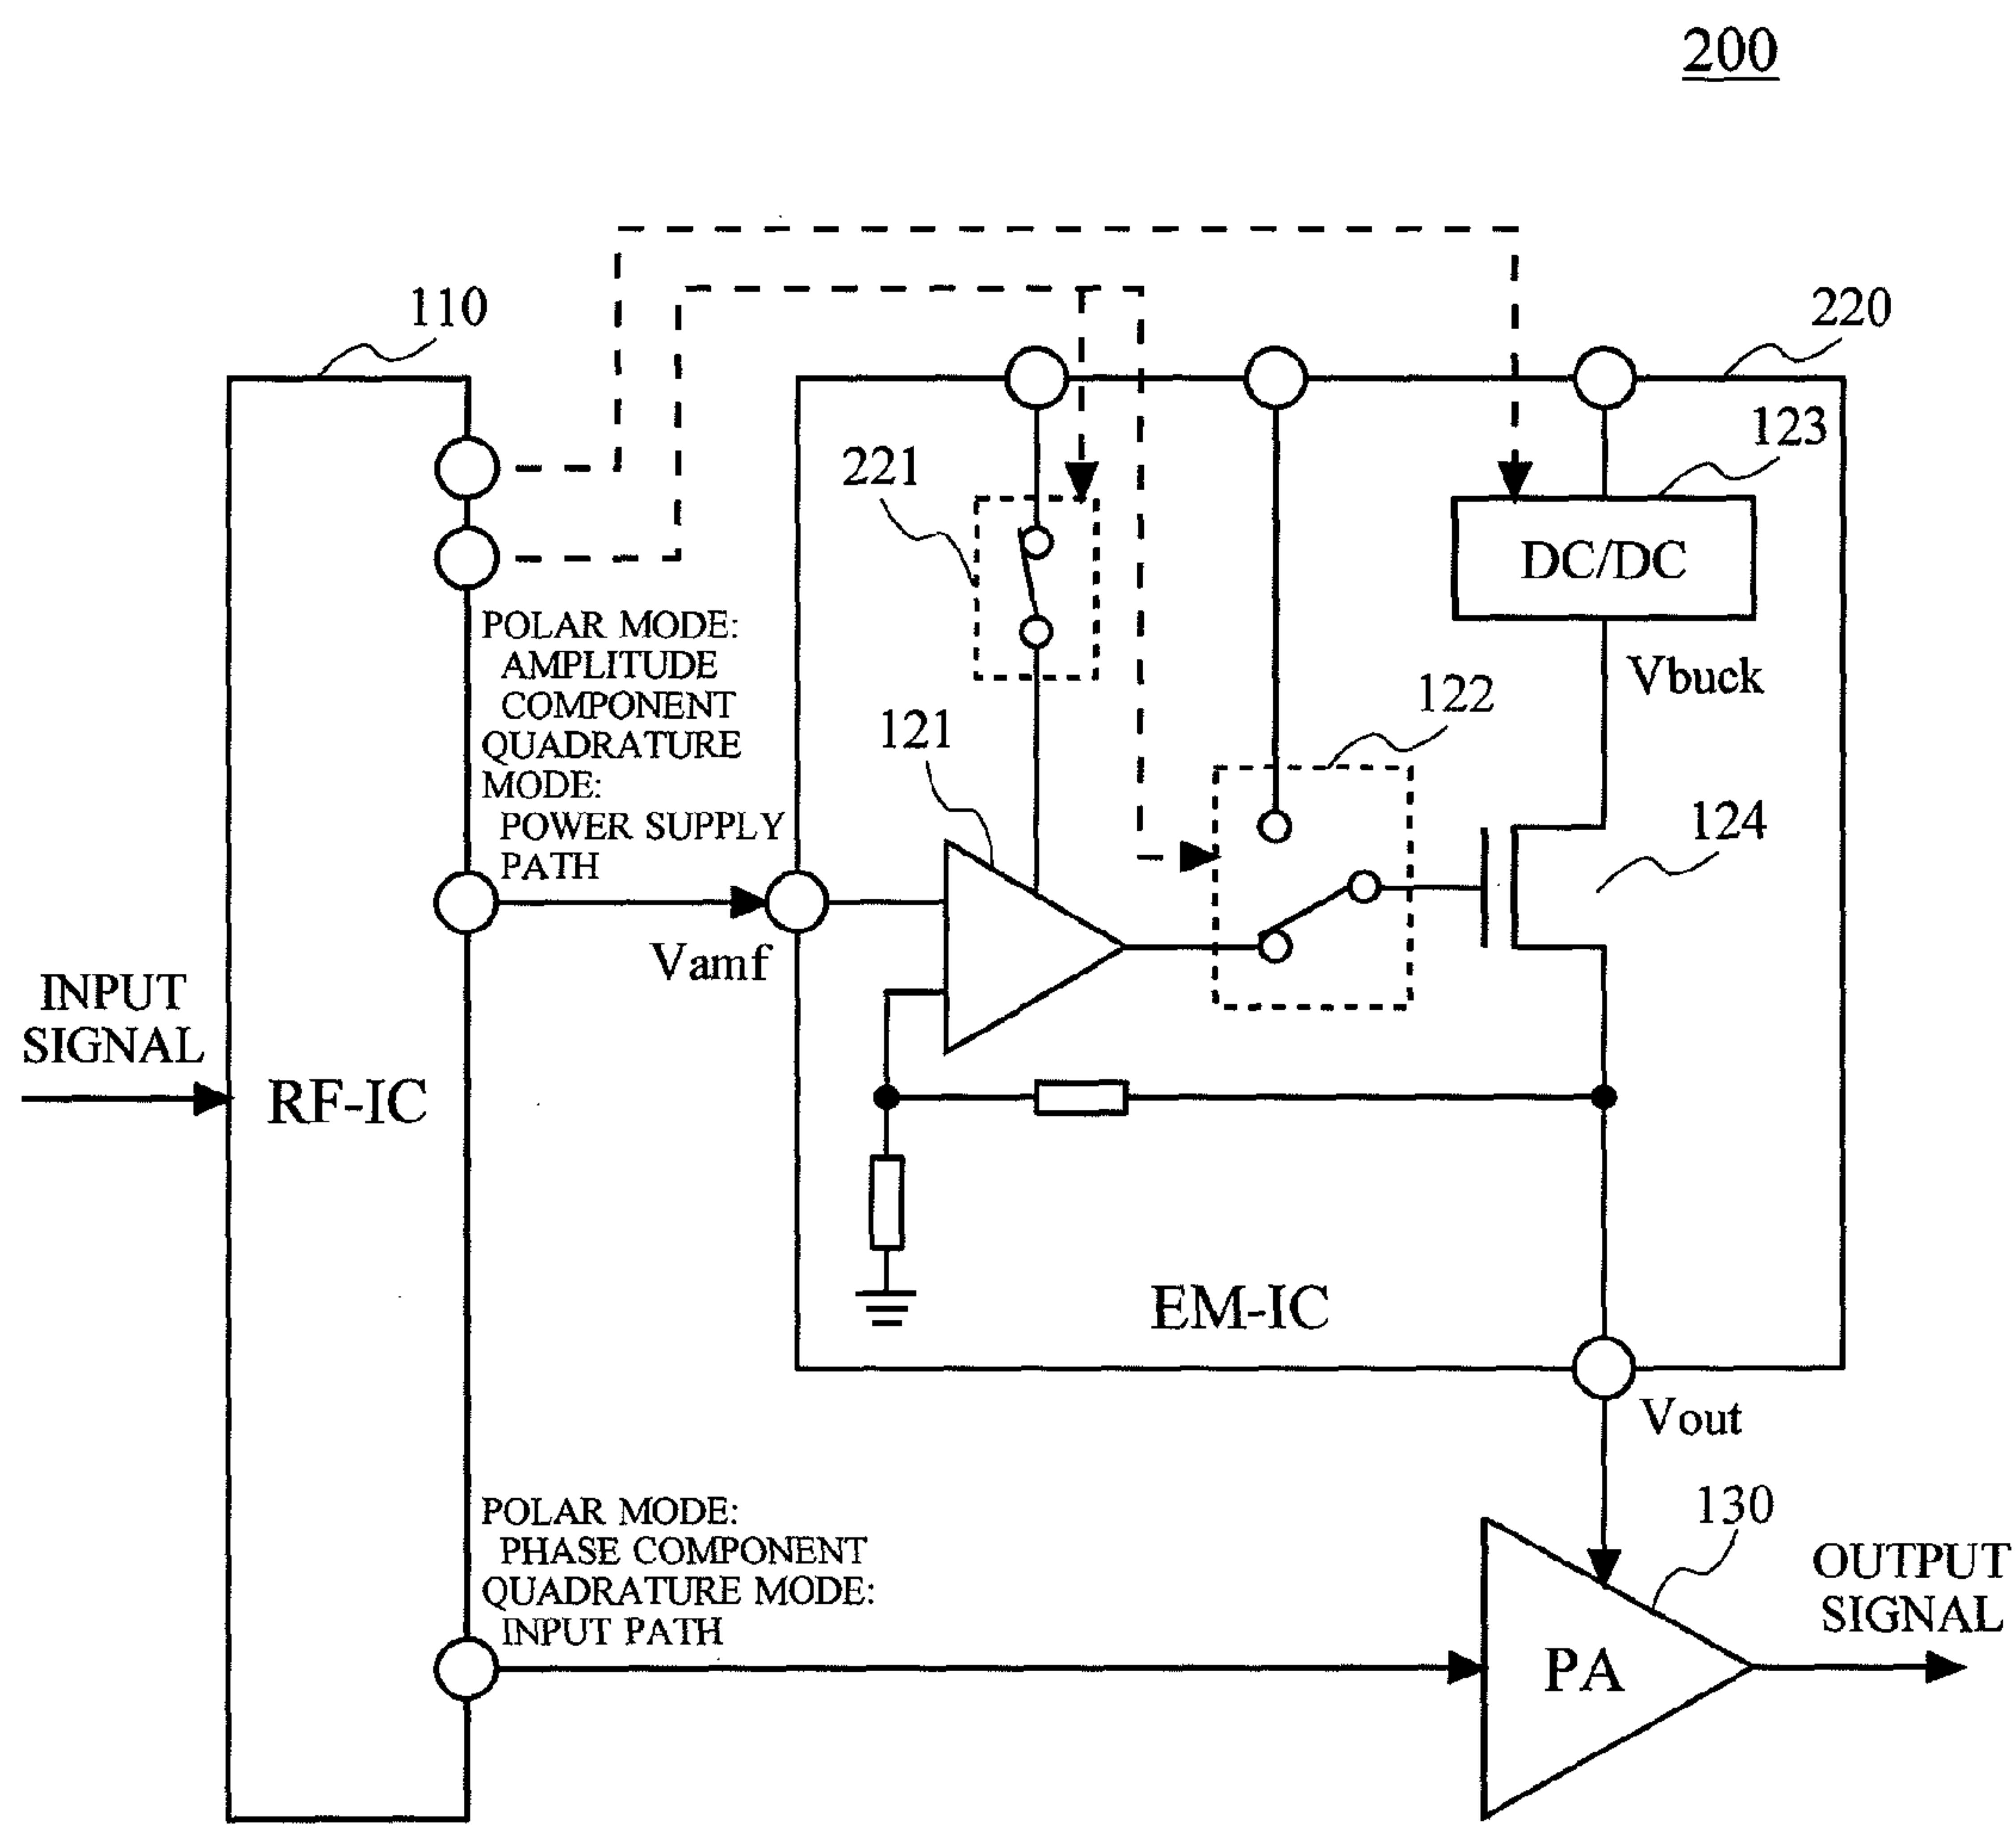 200
110
220
123
221
DC/DC
POLAR MODE:
AMPLITUDE
COMPONENT
QUADRATURE
MODE:
POWER SUPPLY
PATH
Vbuck
122
121
124
Vamf
INPUT
SIGNAL
RF-IC
EM-IC
Vout
POLAR MODE:
PHASE COMPONENT
QUADRATURE MODE:
INPUT PATH
130
OUTPUT
SIGNAL
PA